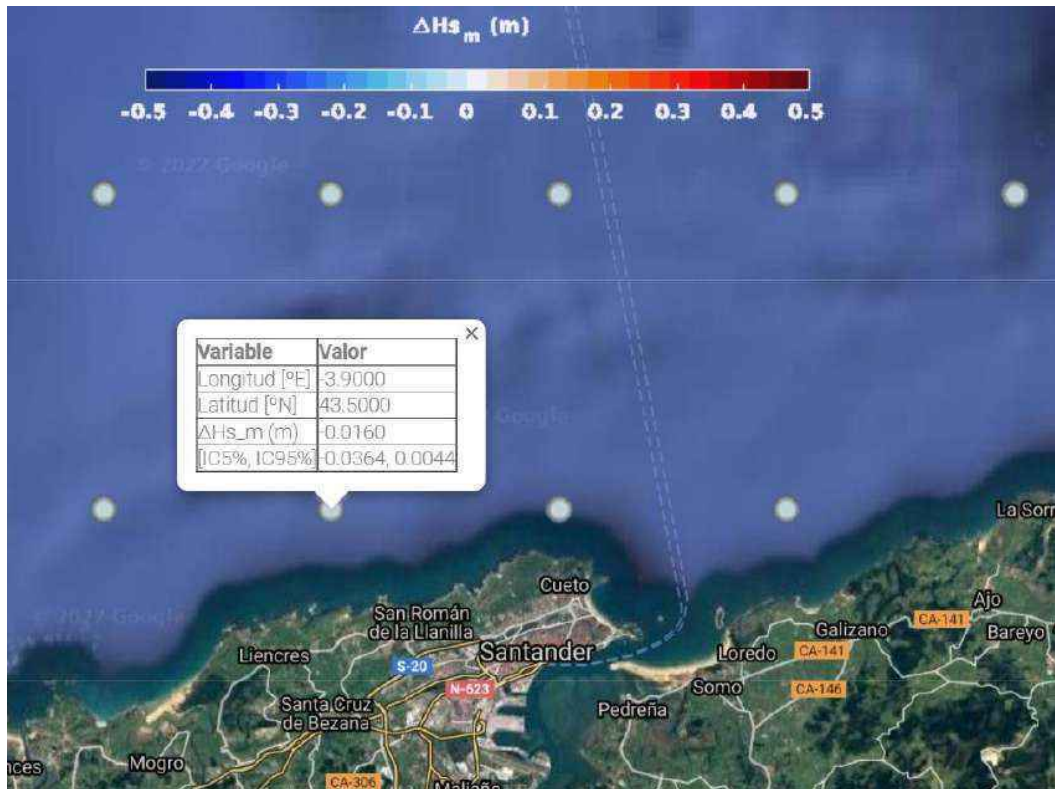 ΔHs_m (m)
-0.5 -0.4 -0.3 -0.2 -0.1 0 0.1 0.2 0.3 0.4 0.5
© 2022 Google
×
Variable Valor
Longitud [ºE] -3.9000
Latitud [ºN] 43.5000
ΔHs_m (m) -0.0160
[IC5%, IC95%] -0.0364, 0.0044
Google
La Sorr
Cueto
© 2022 Google
San Román
de la Llanilla
Ajo
CA-141
Galizano
Bareyo
Liencres
S-20
Santander
Loredo
CA-141
N-623
Somo
CA-146
Santa Cruz
de Bezana
Pedreña
nces
Mogro
CA-306
Maliaño